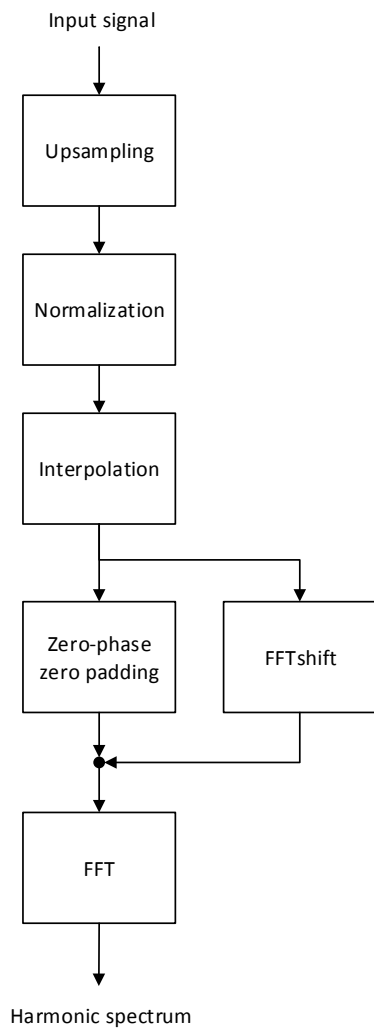 Input signal
Upsampling
Normalization
Interpolation
Zero-phase
zero padding
FFTshift
FFT
Harmonic spectrum